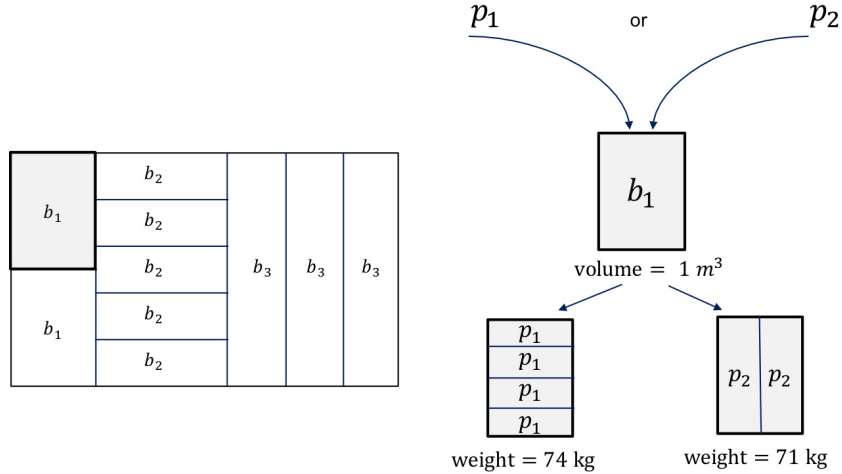 b₁
b₁
b₂
b₂
b₂
b₂
b₂
b₃ b₃ b₃
p₁ or p₂
b₁
volume = 1 m³
p₁
p₁
p₁
p₁
weight = 74 kg
p₂ p₂
weight = 71 kg